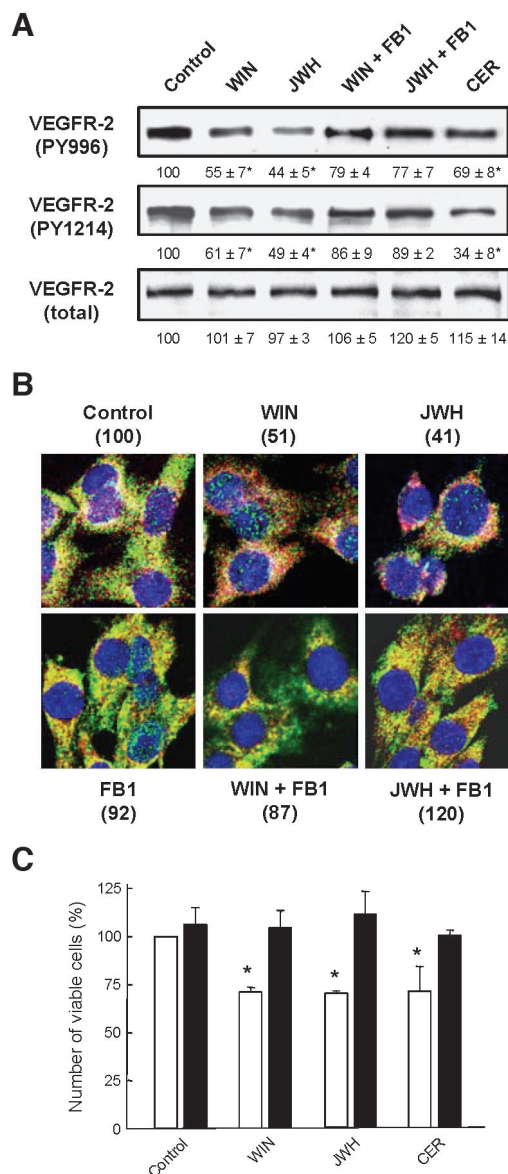 A
Control WIN JWH WIN + FB1 JWH + FB1 CER
VEGFR-2
(PY996)
100 55 ± 7* 44 ± 5* 79 ± 4 77 ± 7 69 ± 8*
VEGFR-2
(PY1214)
100 61 ± 7* 49 ± 4* 86 ± 9 89 ± 2 34 ± 8*
VEGFR-2
(total)
100 101 ± 7 97 ± 3 106 ± 5 120 ± 5 115 ± 14
B
Control WIN JWH
(100) (51) (41)
FB1 WIN + FB1 JWH + FB1
(92) (87) (120)
C
Number of viable cells (%)
125
100
75
50
25
0
* * *
Control WIN JWH CER